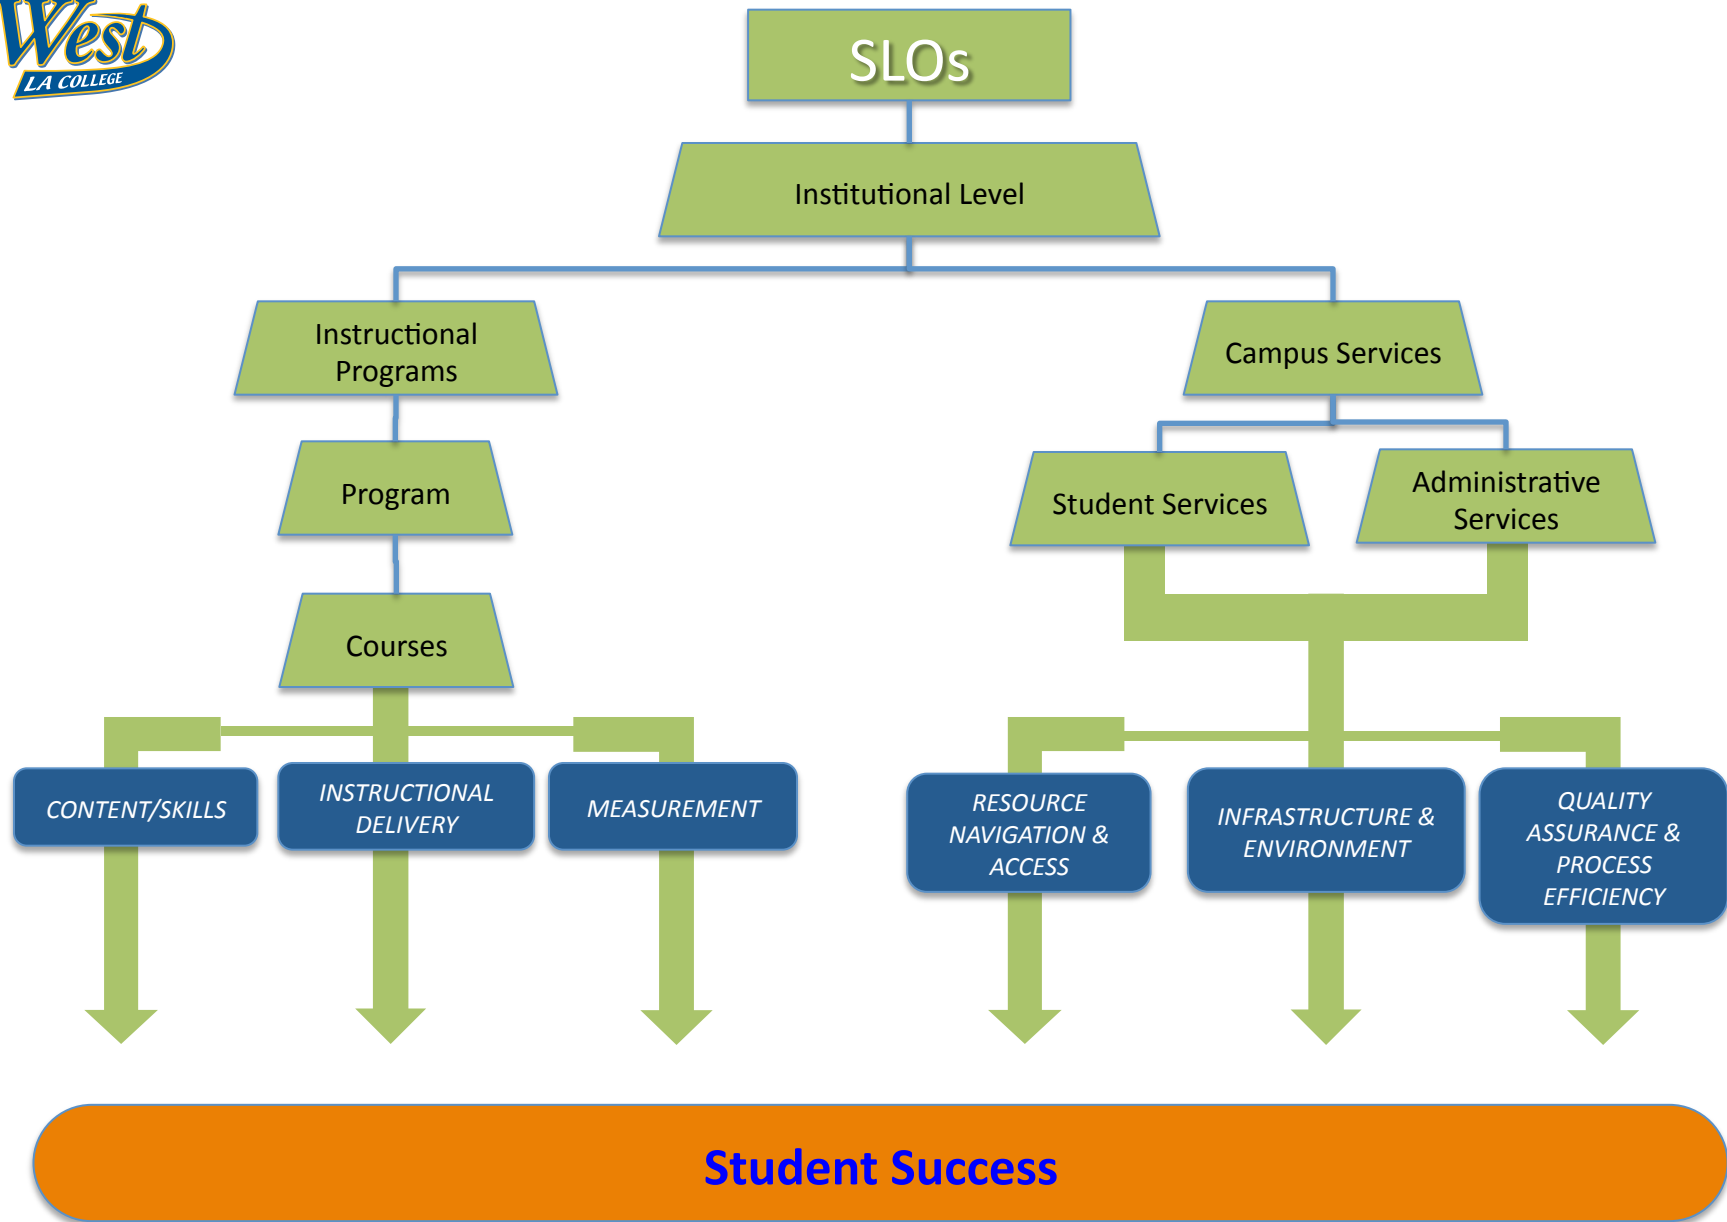 West
LA COLLEGE
SLOs
Institutional Level
Instructional
Programs
Campus Services
Program
Student Services
Administrative
Services
Courses
CONTENT/SKILLS
INSTRUCTIONAL
DELIVERY
MEASUREMENT
RESOURCE
NAVIGATION &
ACCESS
INFRASTRUCTURE &
ENVIRONMENT
QUALITY
ASSURANCE &
PROCESS
EFFICIENCY
Student Success